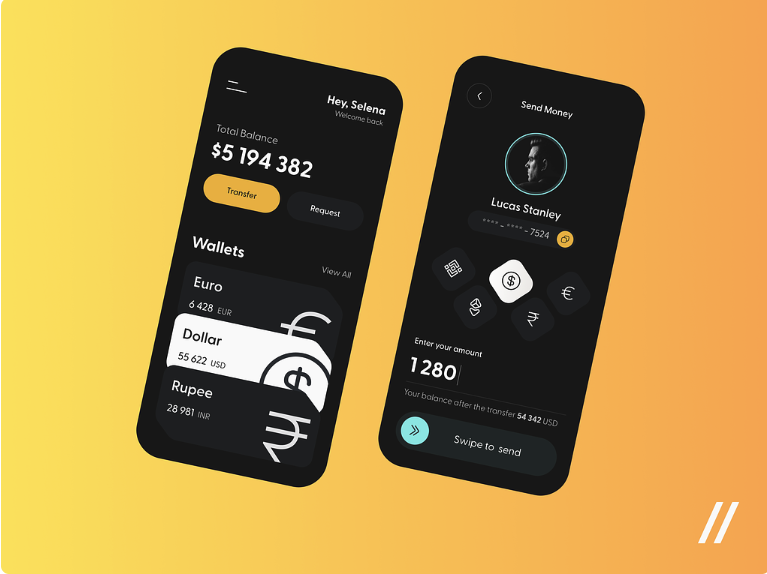 Hey, Selena
Welcome back
Total Balance
$5 194 382
Transfer
Request
Wallets
View All
Euro
6 428 EUR
€
Dollar
55 622 USD
$
Rupee
28 981 INR
₹
Send Money
Lucas Stanley
**** - **** - 7524
$
€
₹
Enter your amount
1 280
Your balance after the transfer 54 342 USD
Swipe to send